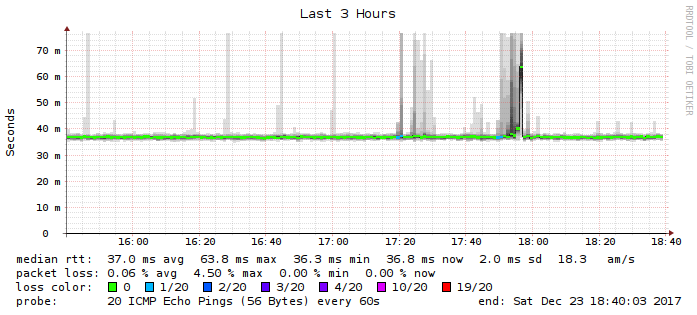 Last 3 Hours
RRDTOOL / TOBI OETIKER
Seconds
70 m
60 m
50 m
40 m
30 m
20 m
10 m
0
16:00 16:20 16:40 17:00 17:20 17:40 18:00 18:20 18:40
median rtt: 37.0 ms avg 63.8 ms max 36.3 ms min 36.8 ms now 2.0 ms sd 18.3 am/s
packet loss: 0.06 % avg 4.50 % max 0.00 % min 0.00 % now
loss color: 0 1/20 2/20 3/20 4/20 10/20 19/20
probe: 20 ICMP Echo Pings (56 Bytes) every 60s end: Sat Dec 23 18:40:03 2017